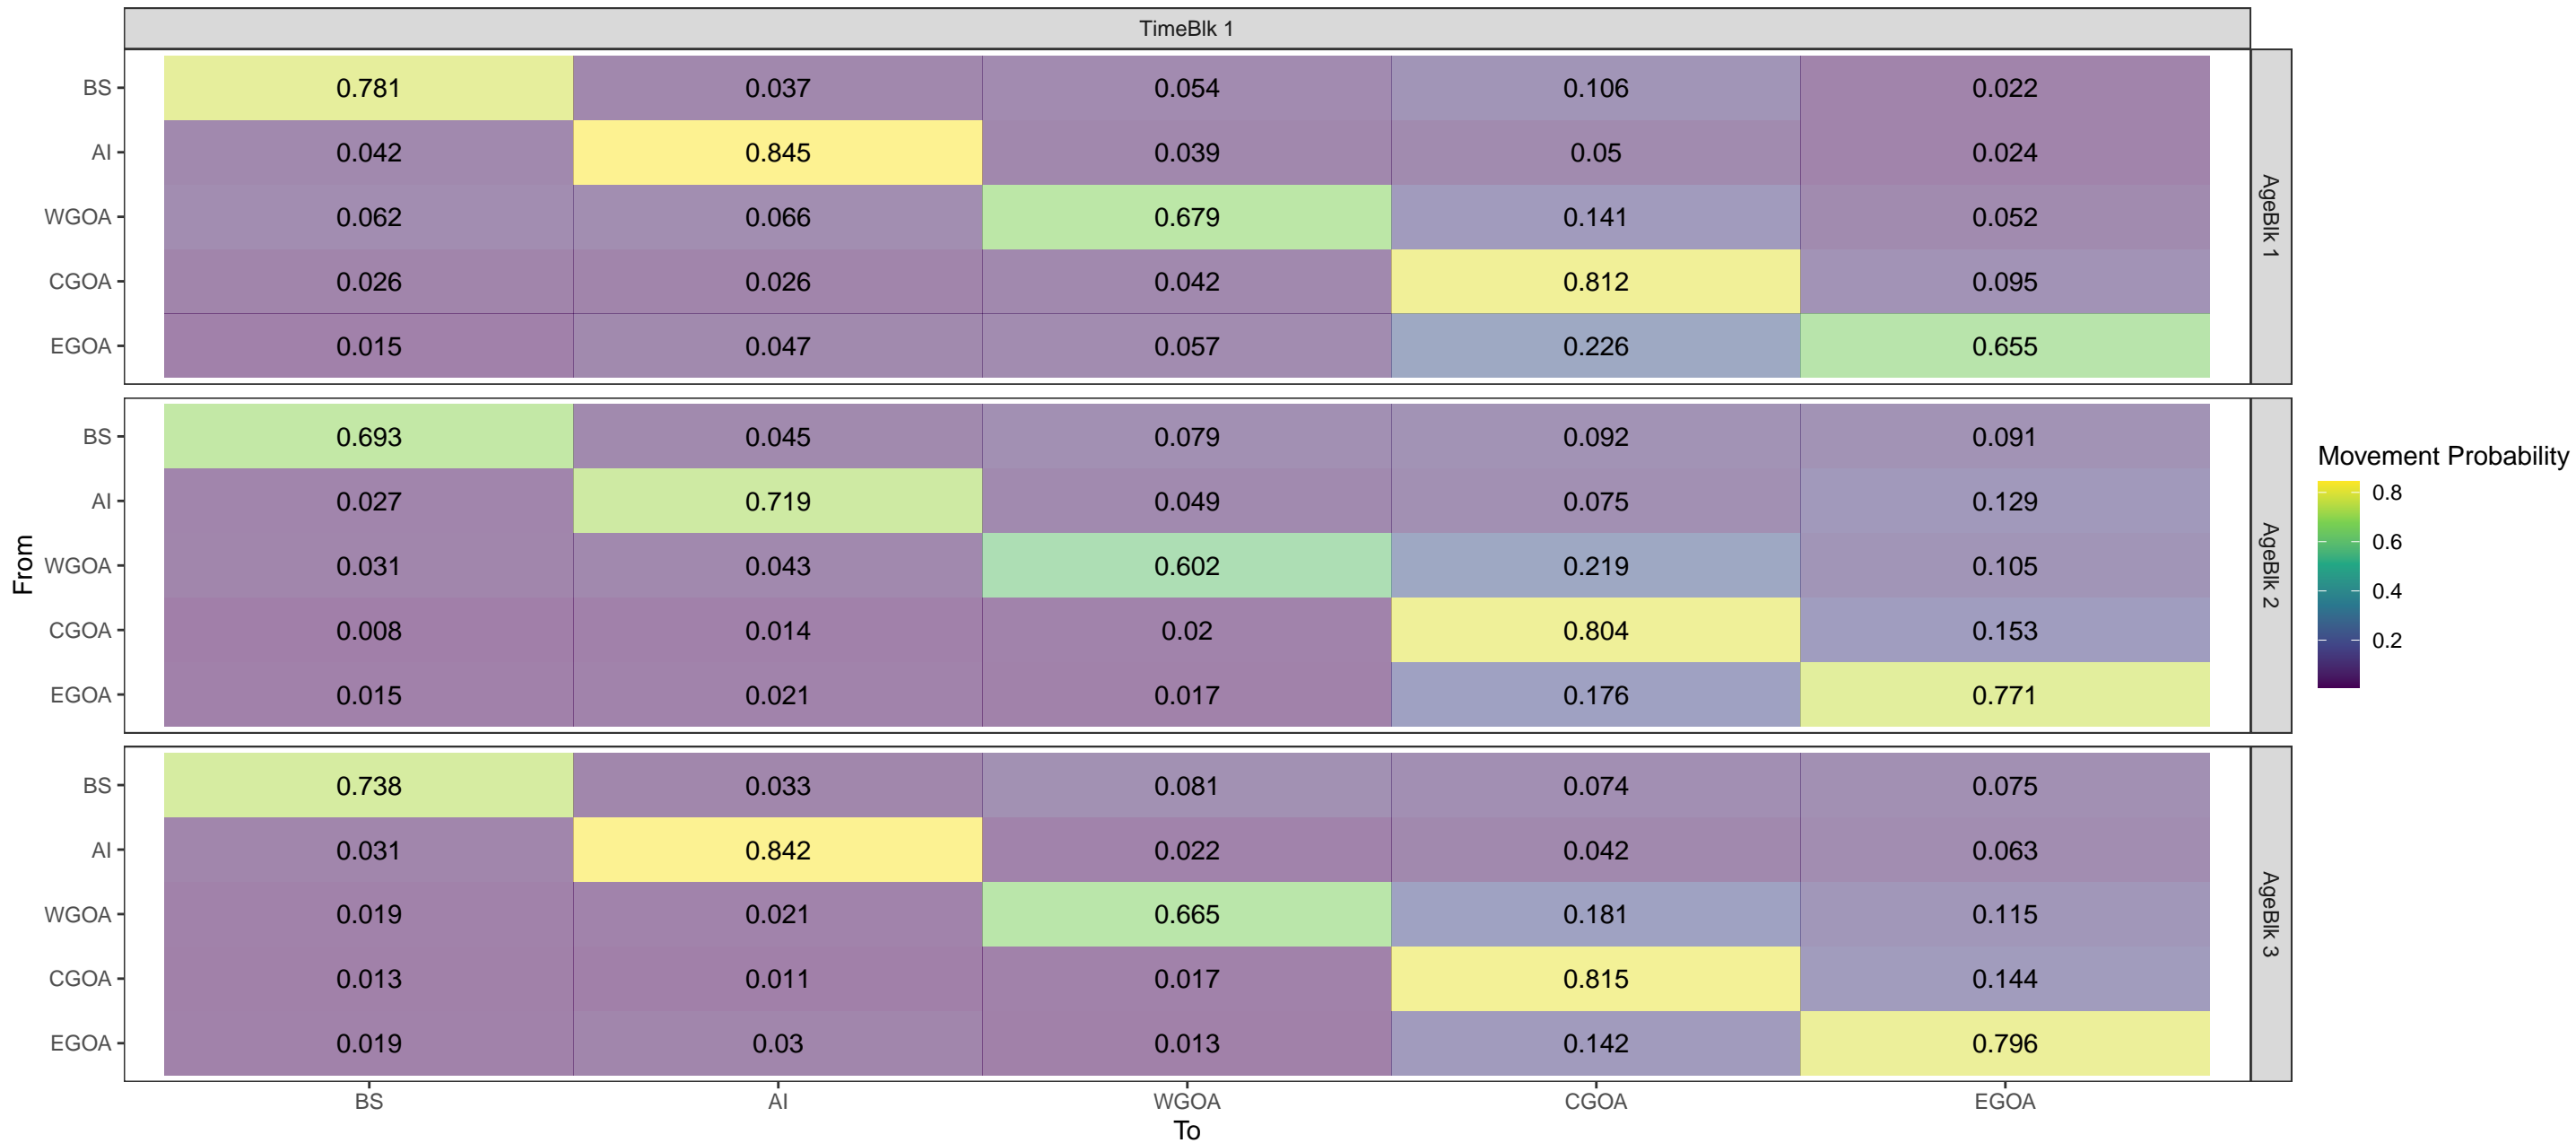 TimeBlk 1
BS 0.781 0.037 0.054 0.106 0.022
AI 0.042 0.845 0.039 0.05 0.024
WGOA 0.062 0.066 0.679 0.141 0.052
CGOA 0.026 0.026 0.042 0.812 0.095
EGOA 0.015 0.047 0.057 0.226 0.655
AgeBlk 1
BS 0.693 0.045 0.079 0.092 0.091
AI 0.027 0.719 0.049 0.075 0.129
WGOA 0.031 0.043 0.602 0.219 0.105
CGOA 0.008 0.014 0.02 0.804 0.153
EGOA 0.015 0.021 0.017 0.176 0.771
AgeBlk 2
BS 0.738 0.033 0.081 0.074 0.075
AI 0.031 0.842 0.022 0.042 0.063
WGOA 0.019 0.021 0.665 0.181 0.115
CGOA 0.013 0.011 0.017 0.815 0.144
EGOA 0.019 0.03 0.013 0.142 0.796
AgeBlk 3
BS AI WGOA CGOA EGOA
To
From
Movement Probability
0.8
0.6
0.4
0.2